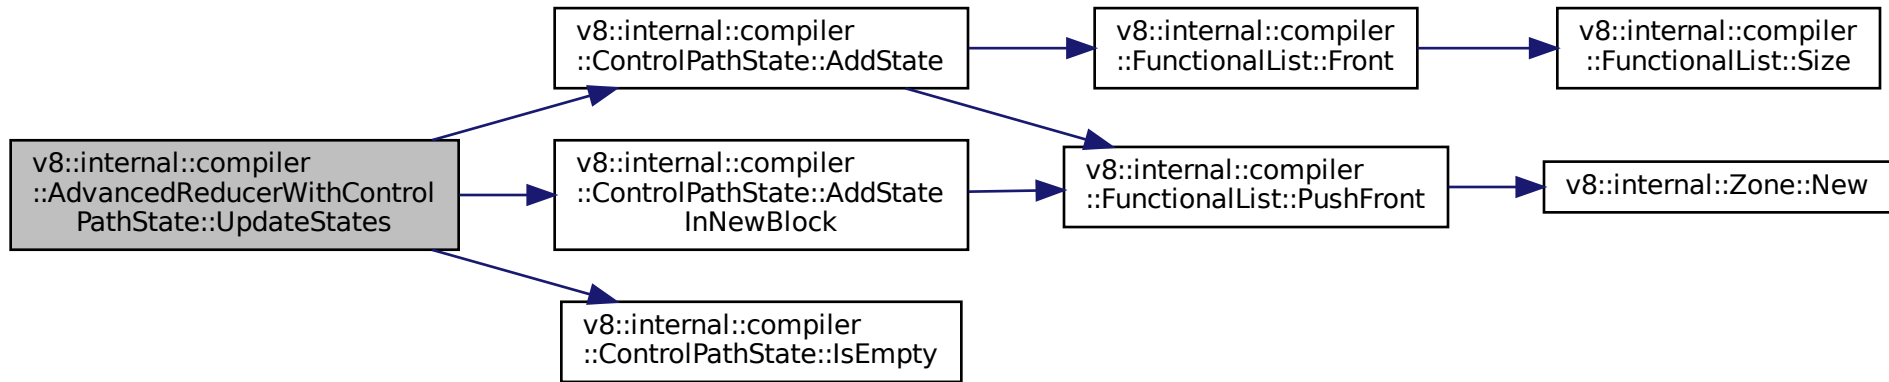 v8::internal::compiler
::AdvancedReducerWithControl
PathState::UpdateStates
v8::internal::compiler
::ControlPathState::AddState
v8::internal::compiler
::FunctionalList::Front
v8::internal::compiler
::FunctionalList::Size
v8::internal::compiler
::ControlPathState::AddState
InNewBlock
v8::internal::compiler
::FunctionalList::PushFront
v8::internal::Zone::New
v8::internal::compiler
::ControlPathState::IsEmpty